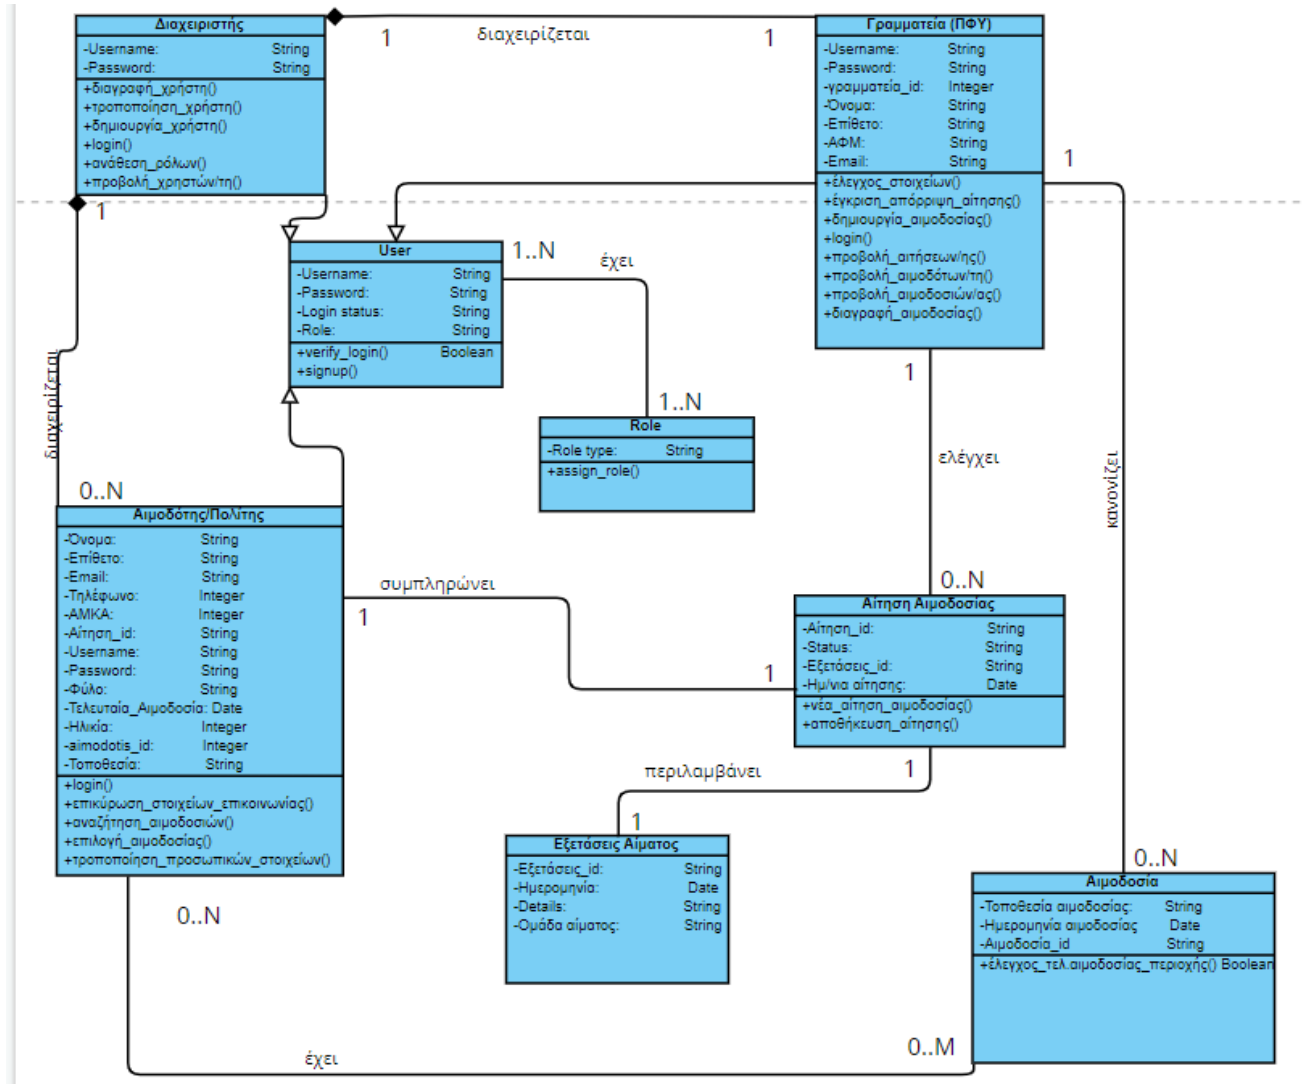 Διαχειριστής
-Username: String
-Password: String
+διαγραφή_χρήστη()
+τροποποίηση_χρήστη()
+δημιουργία_χρήστη()
+login()
+ανάθεση_ρόλων()
+προβολή_χρηστών/τη()
1
διαχειρίζεται
1
Γραμματεία (ΠΦΥ)
-Username: String
-Password: String
-γραμματεία_id: Integer
-Όνομα: String
-Επίθετο: String
-ΑΦΜ: String
-Email: String
+έλεγχος_στοιχείων()
+έγκριση_απόρριψη_αίτησης()
+δημιουργία_αιμοδοσίας()
+login()
+προβολή_αιτήσεων/ης()
+προβολή_αιμοδότων/τη()
+προβολή_αιμοδοσιών/ας()
+διαγραφή_αιμοδοσίας()
1
1
User
-Username: String
-Password: String
-Login status: String
-Role: String
+verify_login() Boolean
+signup()
1..N
έχει
1..N
Role
-Role type: String
+assign_role()
1
ελέγχει
0..N
κανονίζει
διαχειρίζεται
0..N
Αιμοδότης/Πολίτης
-Όνομα: String
-Επίθετο: String
-Email: String
-Τηλέφωνο: Integer
-ΑΜΚΑ: Integer
-Αίτηση_id: String
-Username: String
-Password: String
-Φύλο: String
-Τελευταία_Αιμοδοσία: Date
-Ηλικία: Integer
-aimodotis_id: Integer
-Τοποθεσία: String
+login()
+επικύρωση_στοιχείων_επικοινωνίας()
+αναζήτηση_αιμοδοσιών()
+επιλογή_αιμοδοσίας()
+τροποποίηση_προσωπικών_στοιχείων()
συμπληρώνει
1
1
Αίτηση Αιμοδοσίας
-Αίτηση_id: String
-Status: String
-Εξετάσεις_id: String
-Ημ/νια αίτησης: Date
+νέα_αίτηση_αιμοδοσίας()
+αποθήκευση_αίτησης()
περιλαμβάνει
1
1
Εξετάσεις Αίματος
-Εξετάσεις_id: String
-Ημερομηνία: Date
-Details: String
-Ομάδα αίματος: String
0..N
Αιμοδοσία
-Τοποθεσία αιμοδοσίας: String
-Ημερομηνία αιμοδοσίας Date
-Αιμοδοσία_id String
+έλεγχος_τελ.αιμοδοσίας_περιοχής() Boolean
0..N
έχει
0..M